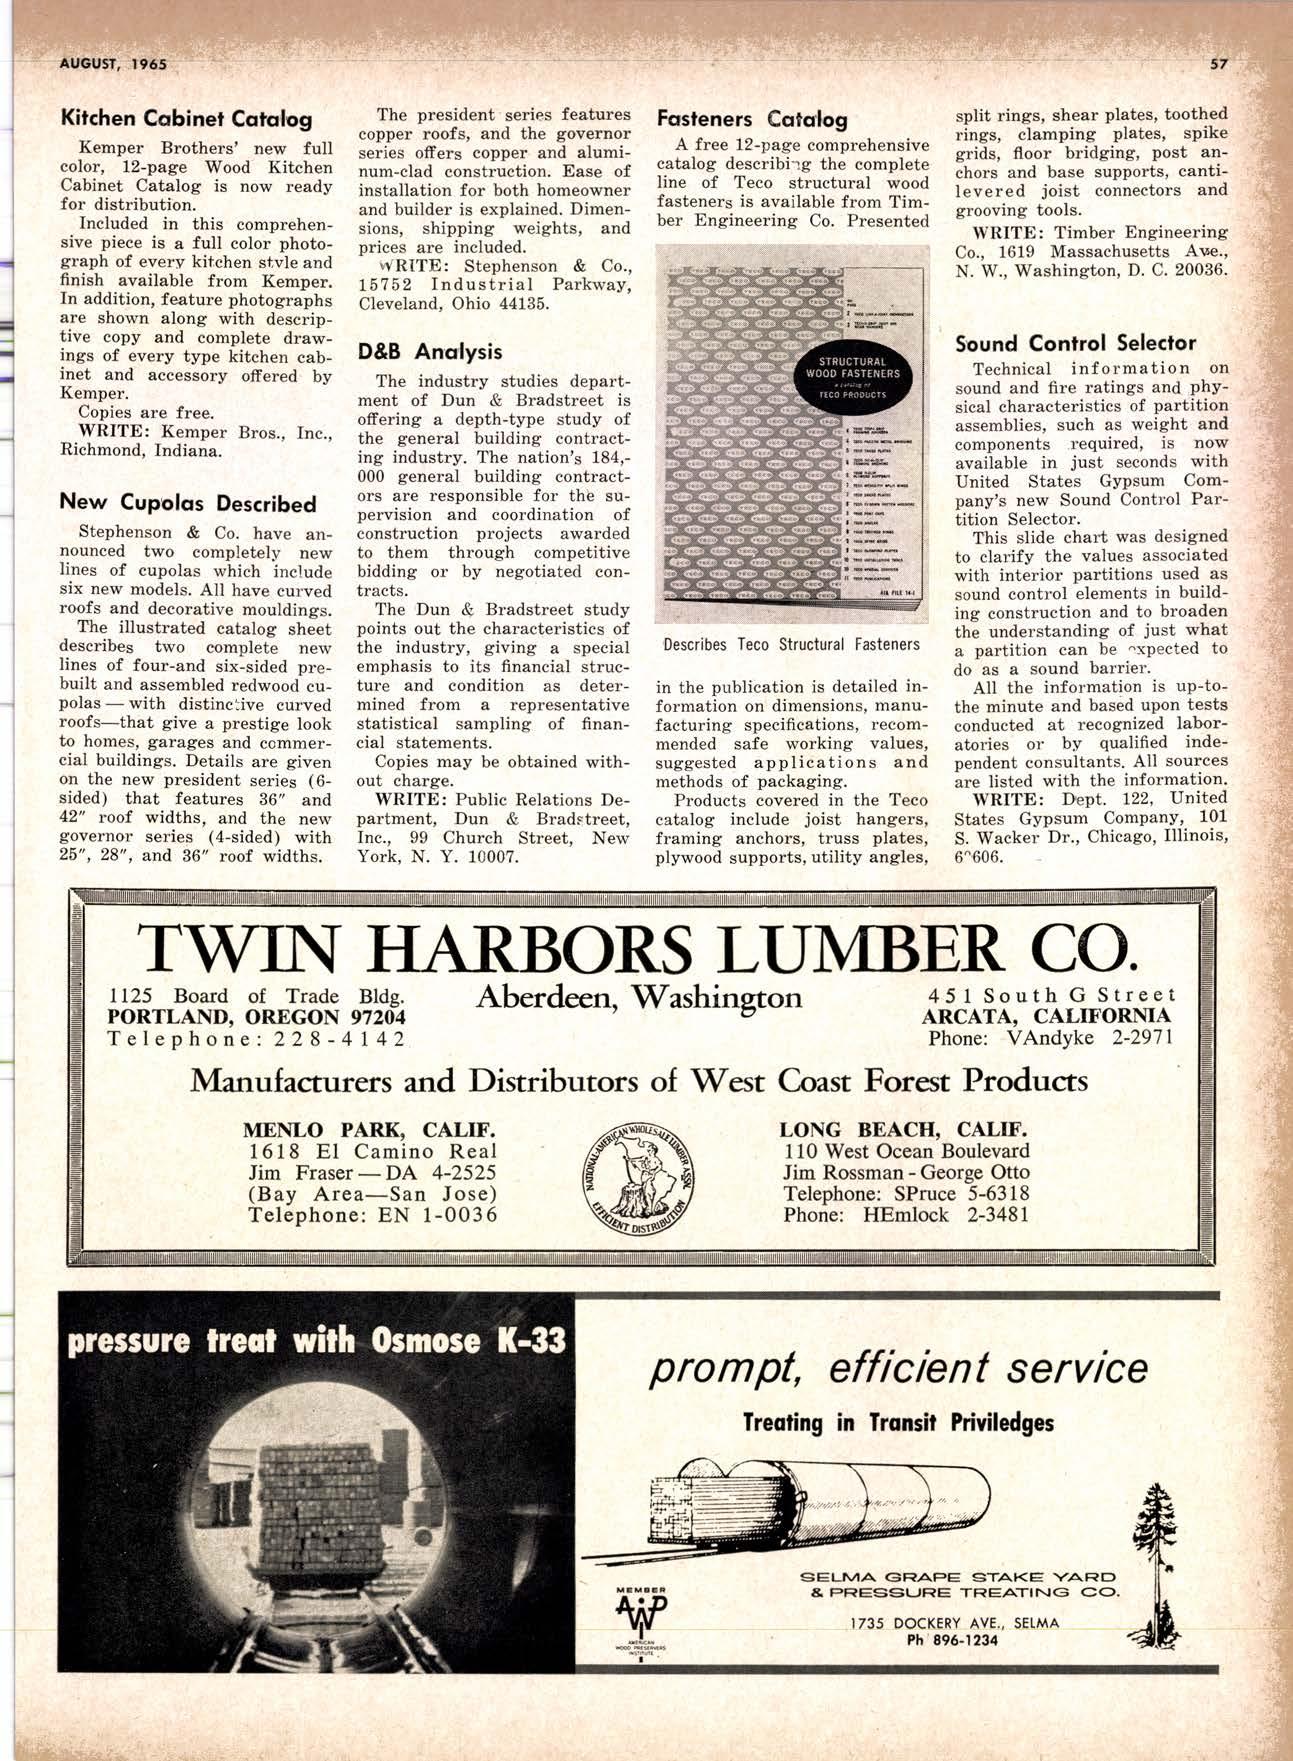 AUGUST, 1965
57
Kitchen Cabinet Catalog
Kemper Brothers' new full
color, 12-page Wood Kitchen
Cabinet Catalog is now ready
for distribution.
Included in this comprehen-
sive piece is a full color photo-
graph of every kitchen style and
finish available from Kemper.
In addition, feature photographs
are shown along with descrip-
tive copy and complete draw-
ings of every type kitchen cab-
inet and accessory offered by
Kemper.
Copies are free.
WRITE: Kemper Bros., Inc.,
Richmond, Indiana.
New Cupolas Described
Stephenson & Co. have an-
nounced two completely new
lines of cupolas which include
six new models. All have curved
roofs and decorative mouldings.
The illustrated catalog sheet
describes two complete new
lines of four-and six-sided pre-
built and assembled redwood cu-
polas — with distinctive curved
roofs—that give a prestige look
to homes, garages and commer-
cial buildings. Details are given
on the new president series (6-
sided) that features 36" and
42" roof widths, and the new
governor series (4-sided) with
25", 28", and 36" roof widths.
The president series features
copper roofs, and the governor
series offers copper and alumi-
num-clad construction. Ease of
installation for both homeowner
and builder is explained. Dimen-
sions, shipping weights, and
prices are included.
WRITE: Stephenson & Co.,
15752 Industrial Parkway,
Cleveland, Ohio 44135.
D&B Analysis
The industry studies depart-
ment of Dun & Bradstreet is
offering a depth-type study of
the general building contract-
ing industry. The nation's 184,-
000 general building contract-
ors are responsible for the su-
pervision and coordination of
construction projects awarded
to them through competitive
bidding or by negotiated con-
tracts.
The Dun & Bradstreet study
points out the characteristics of
the industry, giving a special
emphasis to its financial struc-
ture and condition as deter-
mined from a representative
statistical sampling of finan-
cial statements.
Copies may be obtained with-
out charge.
WRITE: Public Relations De-
partment, Dun & Bradstreet,
Inc., 99 Church Street, New
York, N. Y. 10007.
Fasteners Catalog
A free 12-page comprehensive
catalog describing the complete
line of Teco structural wood
fasteners is available from Tim-
ber Engineering Co. Presented
STRUCTURAL
WOOD FASTENERS
a catalog of
TECO PRODUCTS
AIA FILE 14-1
Describes Teco Structural Fasteners
in the publication is detailed in-
formation on dimensions, manu-
facturing specifications, recom-
mended safe working values,
suggested applications and
methods of packaging.
Products covered in the Teco
catalog include joist hangers,
framing anchors, truss plates,
plywood supports, utility angles,
split rings, shear plates, toothed
rings, clamping plates, spike
grids, floor bridging, post an-
chors and base supports, canti-
levered joist connectors and
grooving tools.
WRITE: Timber Engineering
Co., 1619 Massachusetts Ave.,
N. W., Washington, D. C. 20036.
Sound Control Selector
Technical information on
sound and fire ratings and phy-
sical characteristics of partition
assemblies, such as weight and
components required, is now
available in just seconds with
United States Gypsum Com-
pany's new Sound Control Par-
tition Selector.
This slide chart was designed
to clarify the values associated
with interior partitions used as
sound control elements in build-
ing construction and to broaden
the understanding of just what
a partition can be expected to
do as a sound barrier.
All the information is up-to-
the minute and based upon tests
conducted at recognized labor-
atories or by qualified inde-
pendent consultants. All sources
are listed with the information.
WRITE: Dept. 122, United
States Gypsum Company, 101
S. Wacker Dr., Chicago, Illinois,
60606.
TWIN HARBORS LUMBER CO.
Aberdeen, Washington
1125 Board of Trade Bldg.
PORTLAND, OREGON 97204
Telephone: 228-4142
451 South G Street
ARCATA, CALIFORNIA
Phone: VAndyke 2-2971
Manufacturers and Distributors of West Coast Forest Products
MENLO PARK, CALIF.
1618 El Camino Real
Jim Fraser — DA 4-2525
(Bay Area—San Jose)
Telephone: EN 1-0036
NATIONAL-AMERICAN WHOLESALE LUMBER ASSN.
EFFICIENT DISTRIBUTION
LONG BEACH, CALIF.
110 West Ocean Boulevard
Jim Rossman - George Otto
Telephone: SPruce 5-6318
Phone: HEmlock 2-3481
pressure treat with Osmose K-33
prompt, efficient service
Treating in Transit Priviledges
MEMBER
AWPI
AMERICAN
WOOD PRESERVERS
INSTITUTE
SELMA GRAPE STAKE YARD
& PRESSURE TREATING CO.
1735 DOCKERY AVE., SELMA
Ph 896-1234